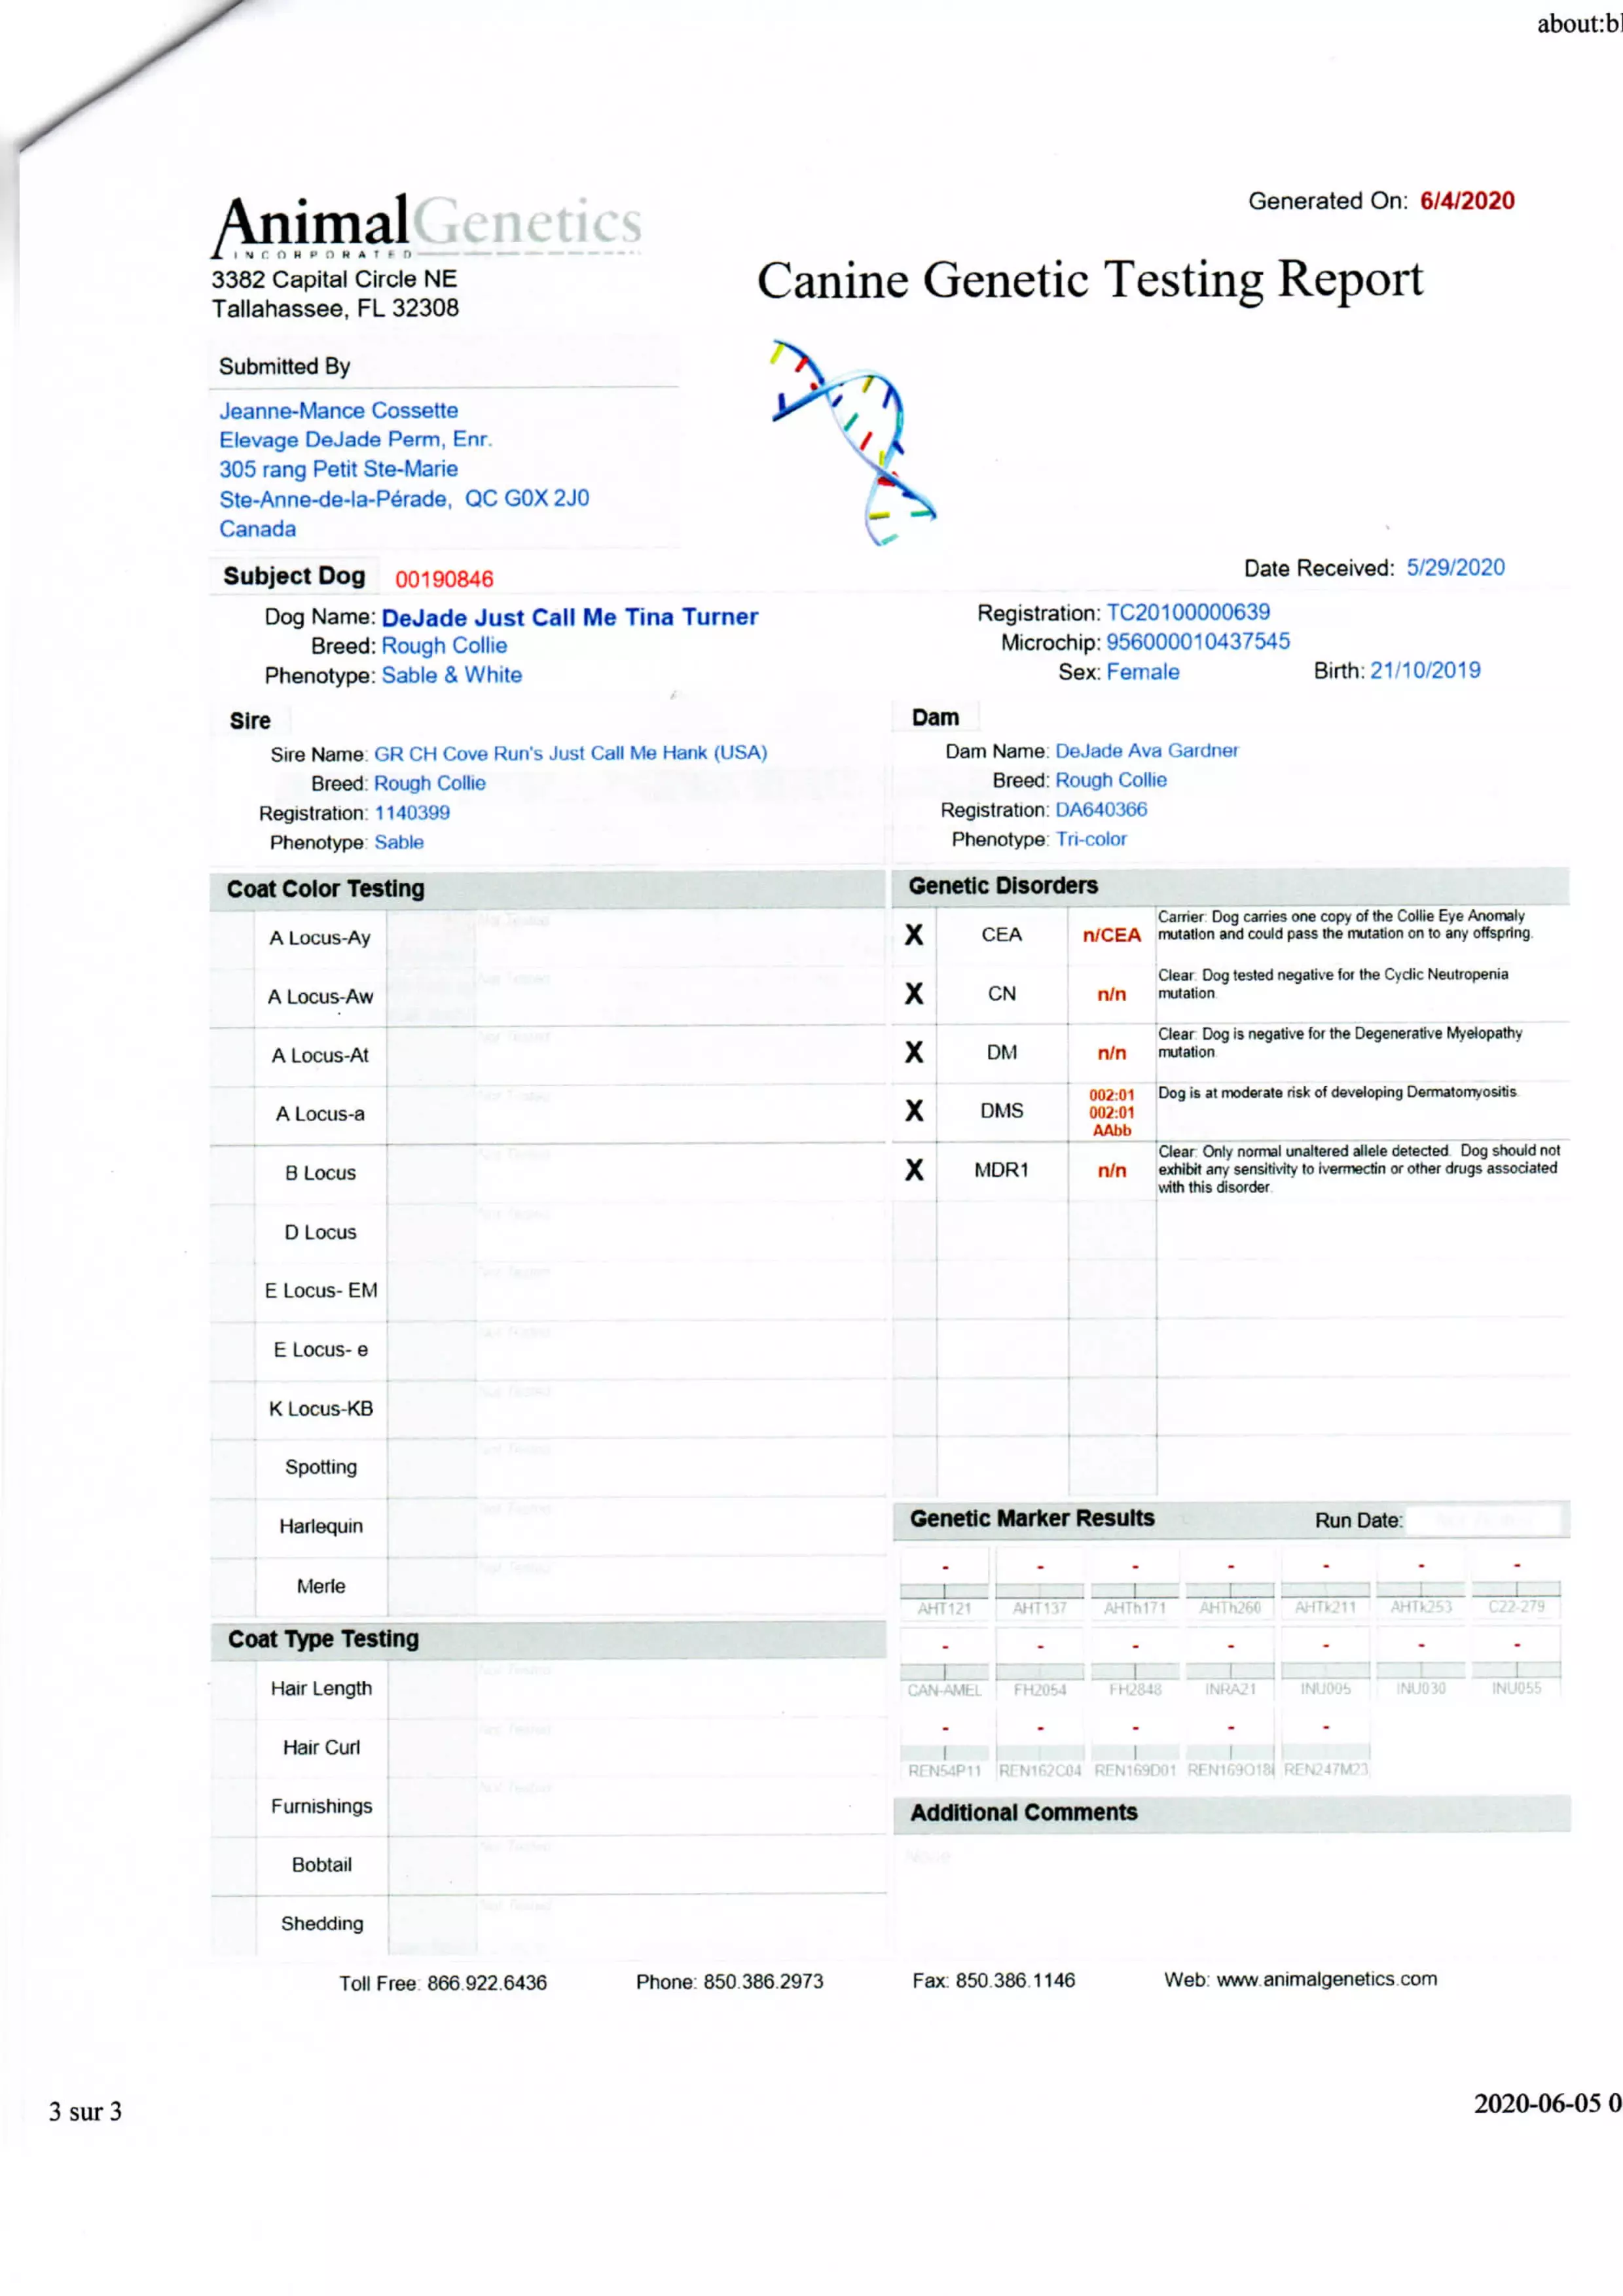 about:bl
Generated On: 6/4/2020
AnimalGenetics
INCORPORATED
3382 Capital Circle NE
Tallahassee, FL 32308
Canine Genetic Testing Report
Submitted By
Jeanne-Mance Cossette
Elevage DeJade Perm, Enr.
305 rang Petit Ste-Marie
Ste-Anne-de-la-Pérade, QC G0X 2J0
Canada
Subject Dog 00190846
Date Received: 5/29/2020
Dog Name: DeJade Just Call Me Tina Turner
Breed: Rough Collie
Phenotype: Sable & White
Registration: TC20100000639
Microchip: 956000010437545
Sex: Female Birth: 21/10/2019
Sire
Sire Name: GR CH Cove Run's Just Call Me Hank (USA)
Breed: Rough Collie
Registration: 1140399
Phenotype: Sable
Dam
Dam Name: DeJade Ava Gardner
Breed: Rough Collie
Registration: DA640366
Phenotype: Tri-color
Coat Color Testing
A Locus-Ay Not Tested
A Locus-Aw Not Tested
A Locus-At Not Tested
A Locus-a Not Tested
B Locus Not Tested
D Locus Not Tested
E Locus- EM Not Tested
E Locus- e Not Tested
K Locus-KB Not Tested
Spotting Not Tested
Harlequin Not Tested
Merle Not Tested
Coat Type Testing
Hair Length Not Tested
Hair Curl Not Tested
Furnishings Not Tested
Bobtail Not Tested
Shedding Not Tested
Genetic Disorders
X CEA n/CEA Carrier: Dog carries one copy of the Collie Eye Anomaly
mutation and could pass the mutation on to any offspring.
X CN n/n Clear: Dog tested negative for the Cyclic Neutropenia
mutation
X DM n/n Clear: Dog is negative for the Degenerative Myelopathy
mutation
X DMS 002:01
002:01
AAbb
Dog is at moderate risk of developing Dermatomyositis
X MDR1 n/n Clear: Only normal unaltered allele detected. Dog should not
exhibit any sensitivity to ivermectin or other drugs associated
with this disorder
Genetic Marker Results Run Date:
- - - - - - -
AHT121 AHT137 AHTh171 AHTh260 AHTk211 AHTk253 C22-279
- - - - - - -
CAN-AMEL FH2054 FH2848 INRA21 INU005 INU030 INU055
- - - - -
REN54P11 REN162C04 REN169D01 REN169O18 REN247M23
Additional Comments
None
Toll Free: 866.922.6436 Phone: 850.386.2973 Fax: 850.386.1146 Web: www.animalgenetics.com
3 sur 3
2020-06-05 0